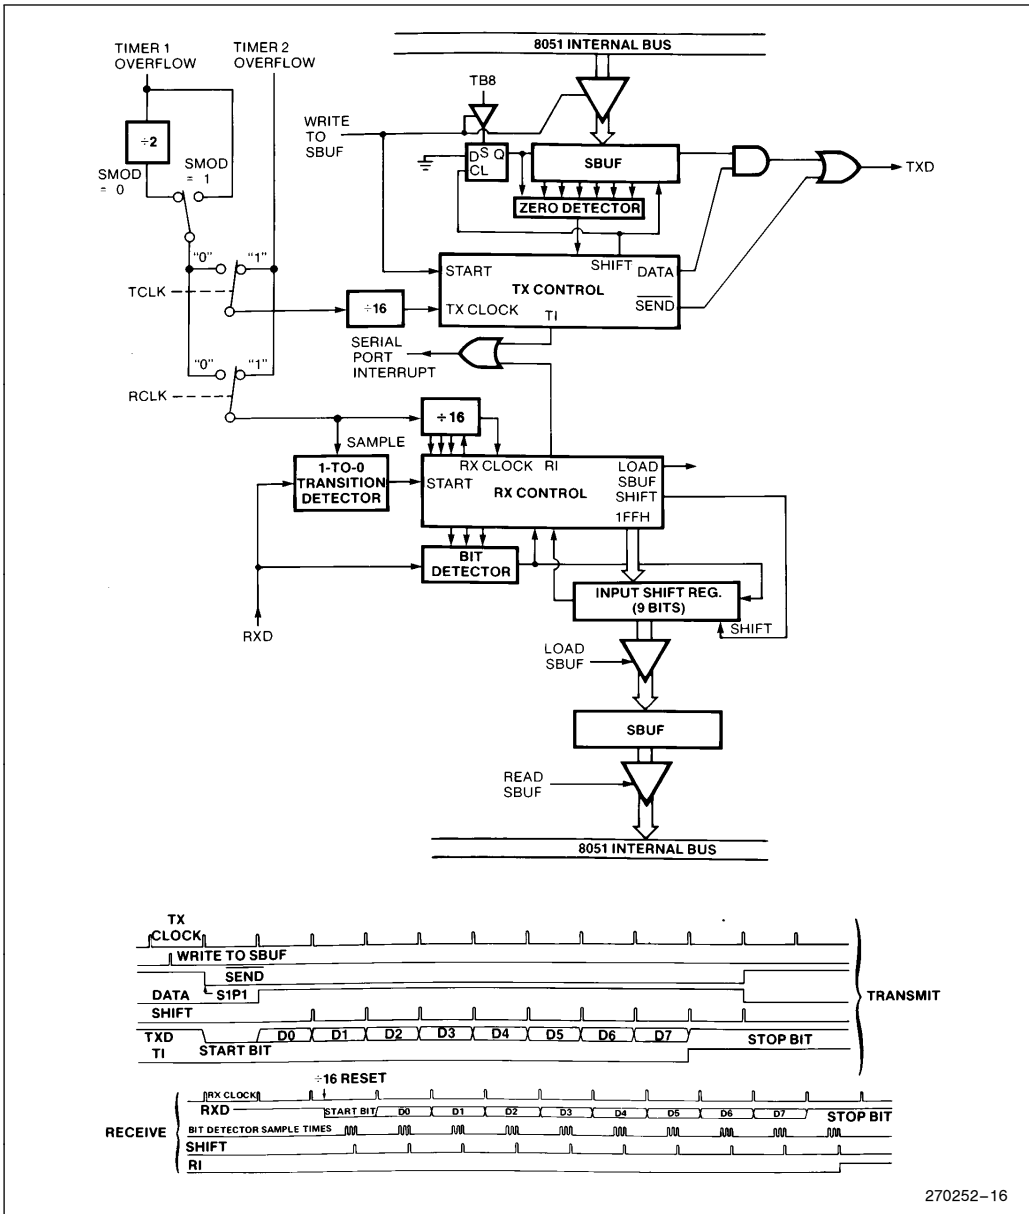 8051 INTERNAL BUS
TIMER 1
OVERFLOW
TIMER 2
OVERFLOW
TB8
WRITE
TO
SBUF
÷2
SMOD
= 0
SMOD
= 1
D S Q
CL
SBUF
TXD
ZERO DETECTOR
"0" "1"
TCLK
START
SHIFT
DATA
TX CONTROL
÷16
TX CLOCK
TI
SEND
SERIAL
PORT
INTERRUPT
"0" "1"
RCLK
÷16
SAMPLE
1-TO-0
TRANSITION
DETECTOR
RX CLOCK
RI
LOAD
SBUF
START
RX CONTROL
SHIFT
1FFH
BIT
DETECTOR
INPUT SHIFT REG.
(9 BITS)
RXD
SHIFT
LOAD
SBUF
SBUF
READ
SBUF
8051 INTERNAL BUS
TX
CLOCK
WRITE TO SBUF
SEND
DATA
S1P1
TRANSMIT
SHIFT
TXD
D0 D1 D2 D3 D4 D5 D6 D7
START BIT
STOP BIT
TI
÷16 RESET
RX CLOCK
RXD
START BIT
D0 D1 D2 D3 D4 D5 D6 D7
STOP BIT
RECEIVE
BIT DETECTOR SAMPLE TIMES
SHIFT
RI
270252–16